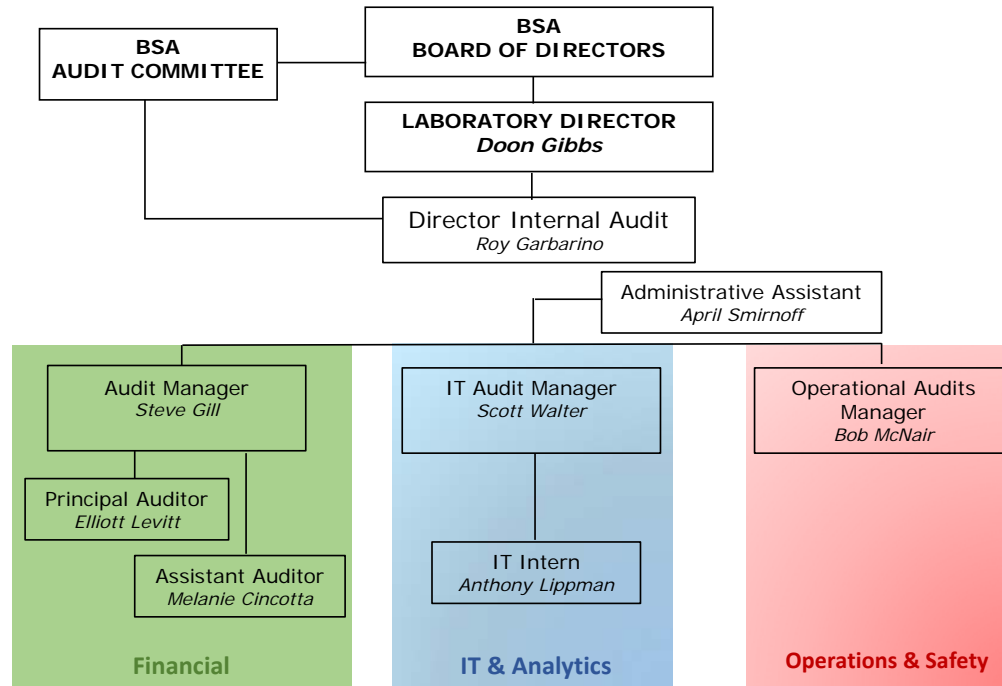 BSA
AUDIT COMMITTEE
BSA
BOARD OF DIRECTORS
LABORATORY DIRECTOR
Doon Gibbs
Director Internal Audit
Roy Garbarino
Administrative Assistant
April Smirnoff
Audit Manager
Steve Gill
IT Audit Manager
Scott Walter
Operational Audits
Manager
Bob McNair
Principal Auditor
Elliott Levitt
Assistant Auditor
Melanie Cincotta
IT Intern
Anthony Lippman
Financial
IT & Analytics
Operations & Safety